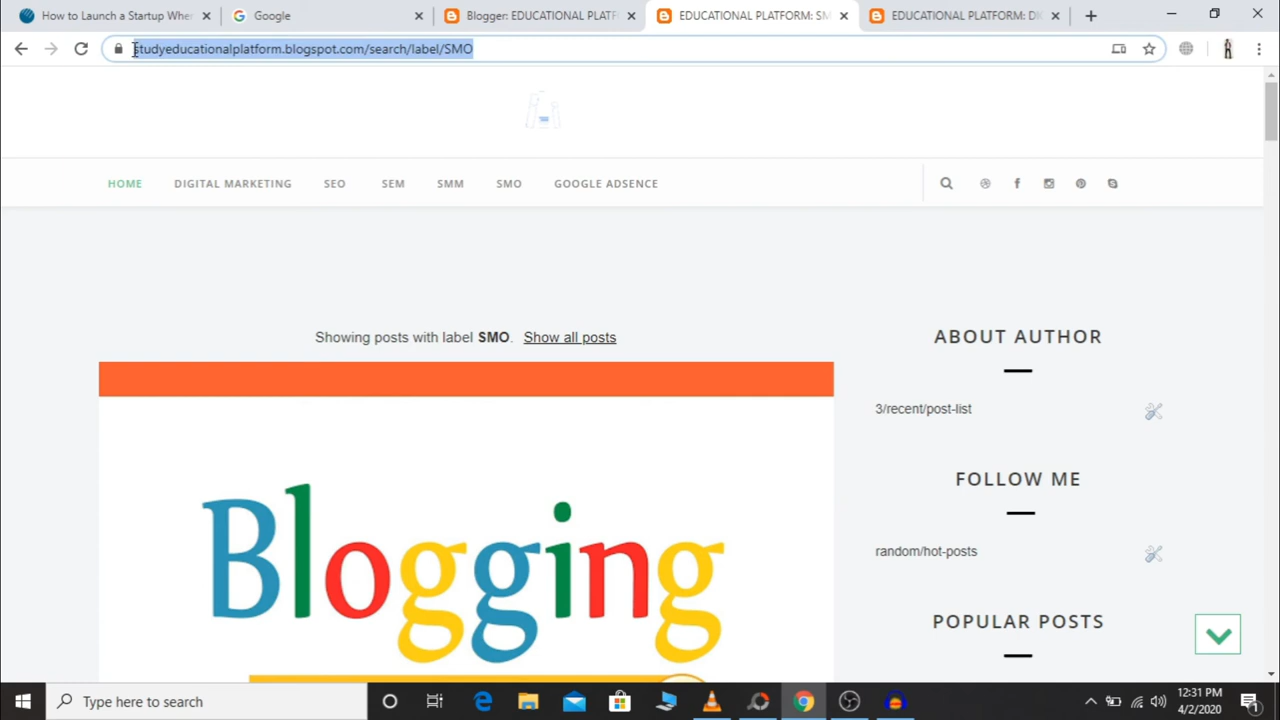 How to Launch a Startup When
Google
Blogger: EDUCATIONAL PLATF
EDUCATIONAL PLATFORM: SM
EDUCATIONAL PLATFORM: DI
studyeducationalplatform.blogspot.com/search/label/SMO
HOME
DIGITAL MARKETING
SEO
SEM
SMM
SMO
GOOGLE ADSENCE
Showing posts with label SMO. Show all posts
ABOUT AUTHOR
3/recent/post-list
FOLLOW ME
random/hot-posts
POPULAR POSTS
Blogging
Type here to search
12:31 PM
4/2/2020